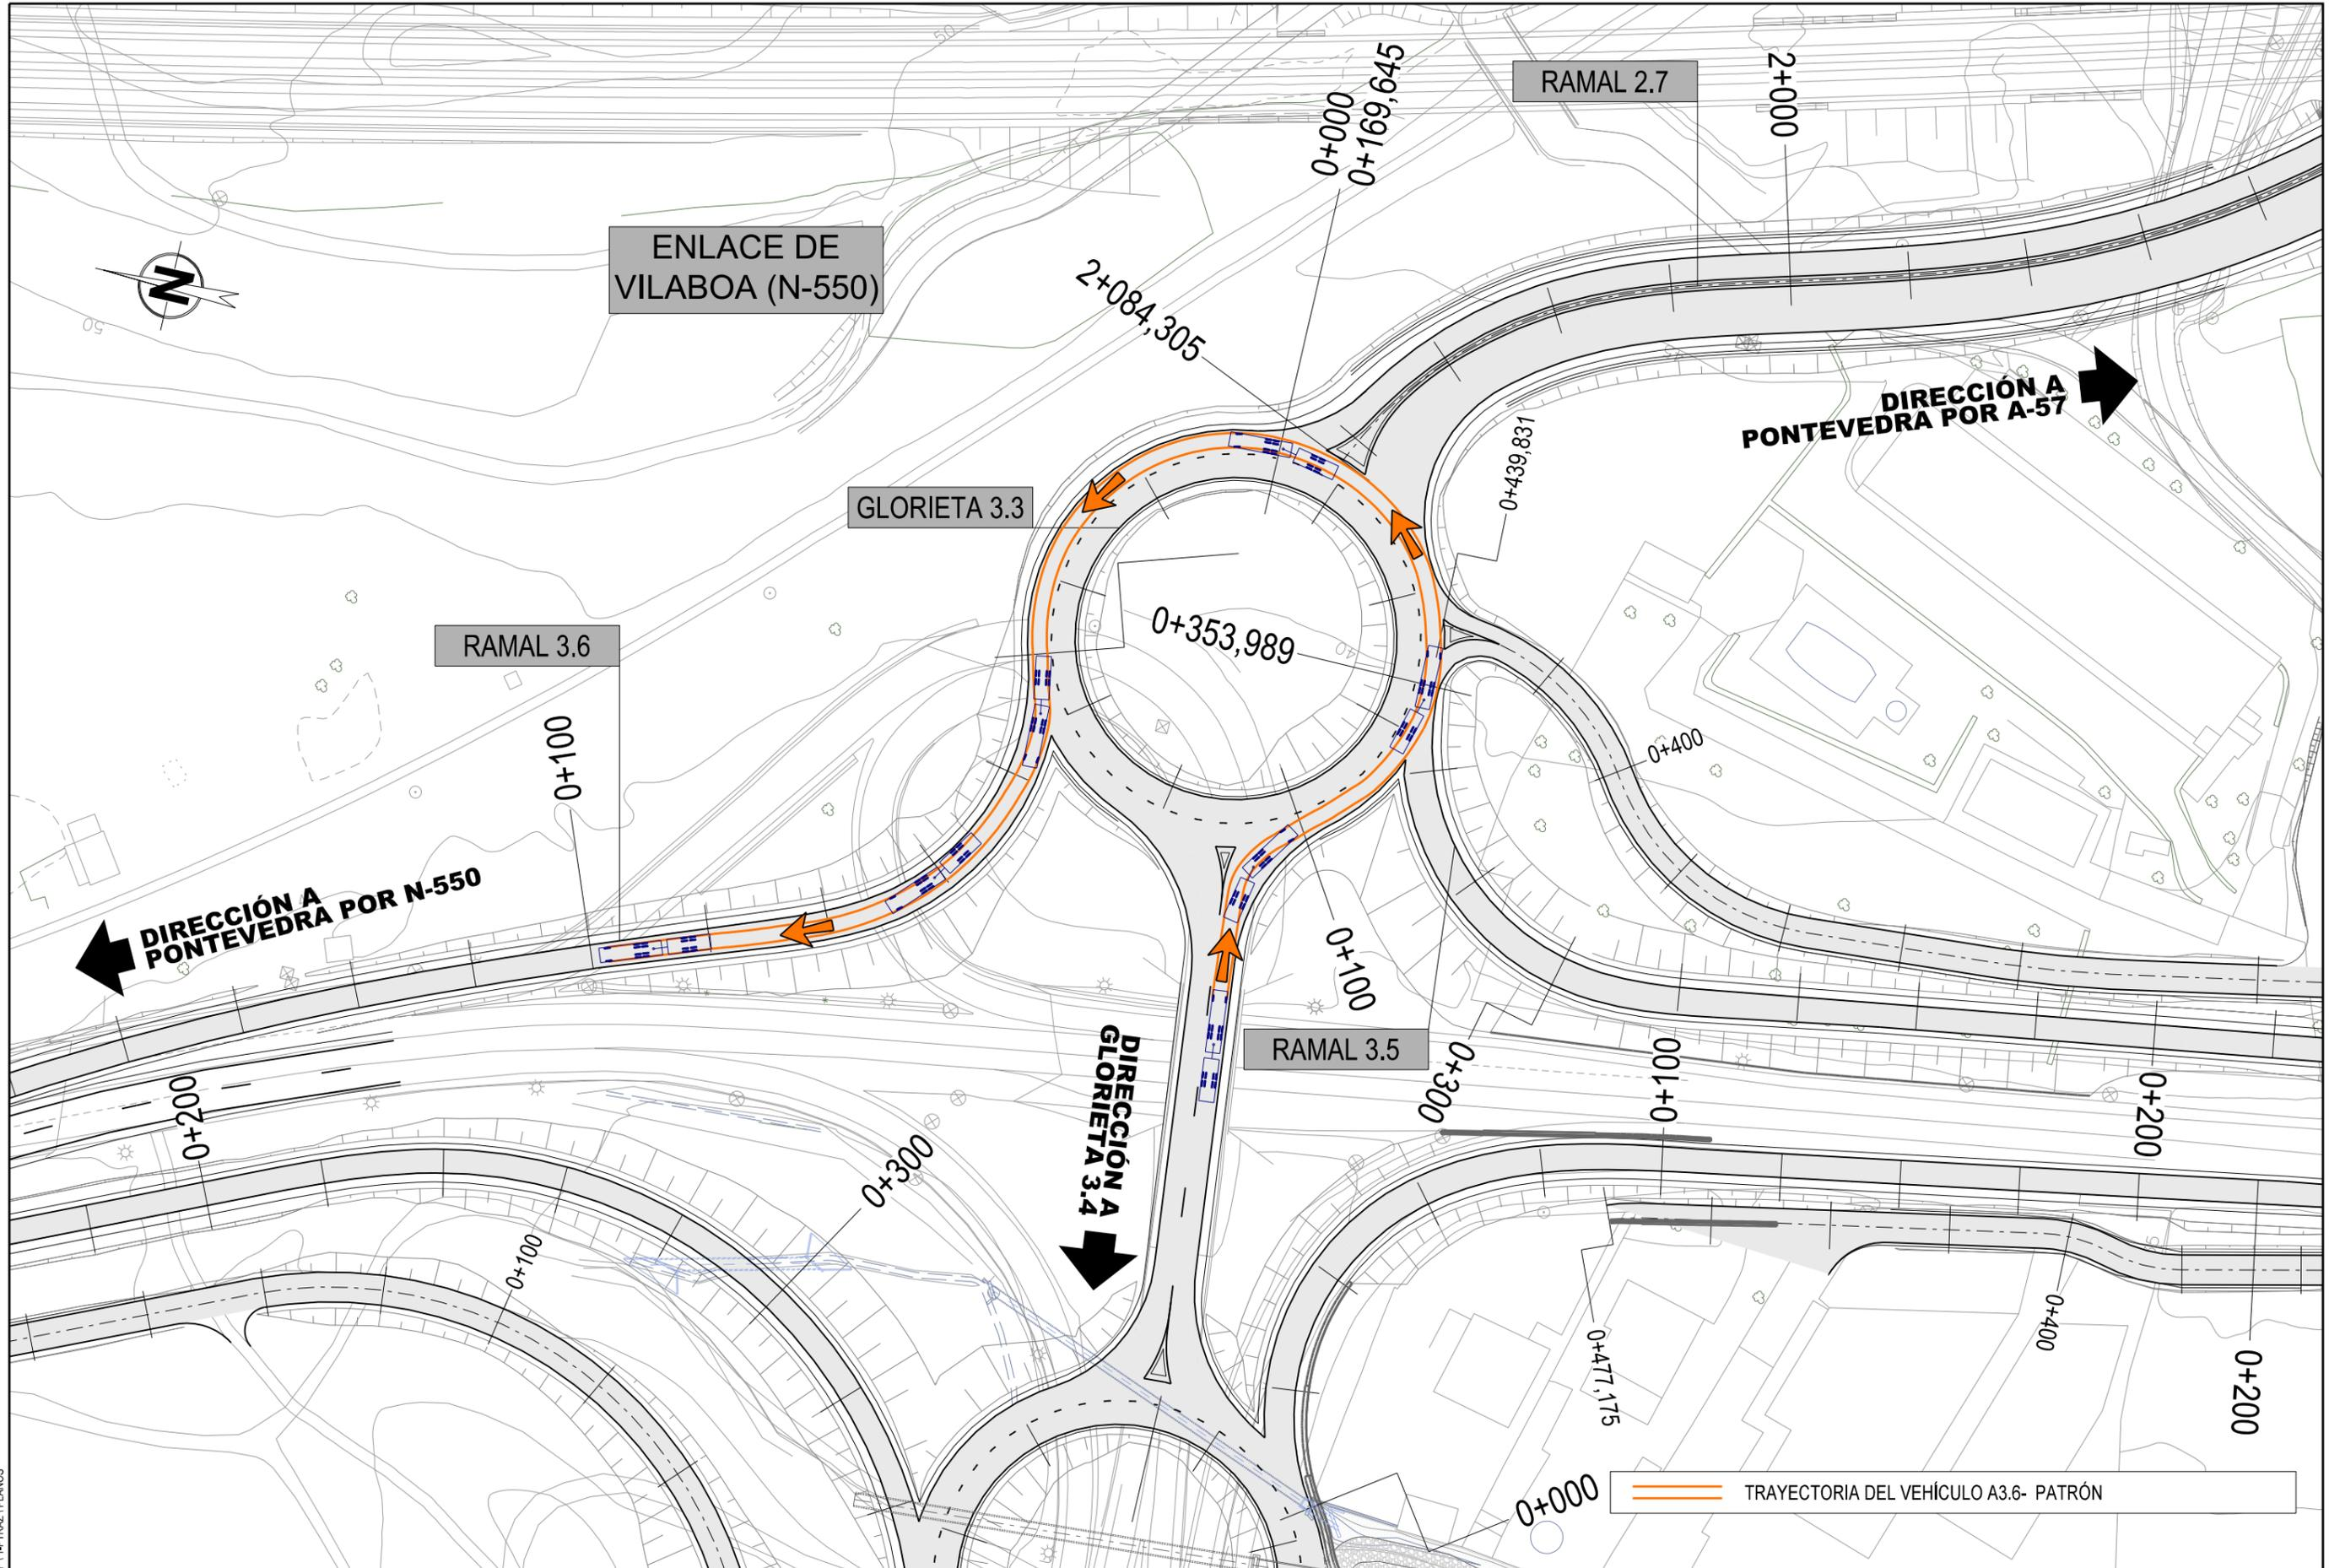 50
0+000
0+169,645
RAMAL 2.7
2+000
ENLACE DE
VILABOA (N-550)
N
50
2+084,305
DIRECCIÓN A
PONTEVEDRA POR A-57
0+439,831
GLORIETA 3.3
0+353,989
40
RAMAL 3.6
0+100
0+400
DIRECCIÓN A
PONTEVEDRA POR N-550
0+100
DIRECCIÓN A
GLORIETA 3.4
RAMAL 3.5
0+300
0+100
0+200
0+200
0+300
0+100
0+477,175
0+400
0+200
0+000
TRAYECTORIA DEL VEHÍCULO A3.6- PATRÓN